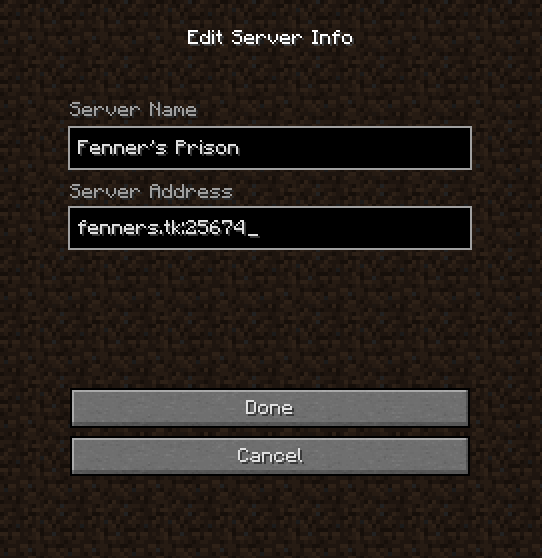 Edit Server Info
Server Name
Fenner's Prison
Server Address
fenners.tk:25674_
Done
Cancel